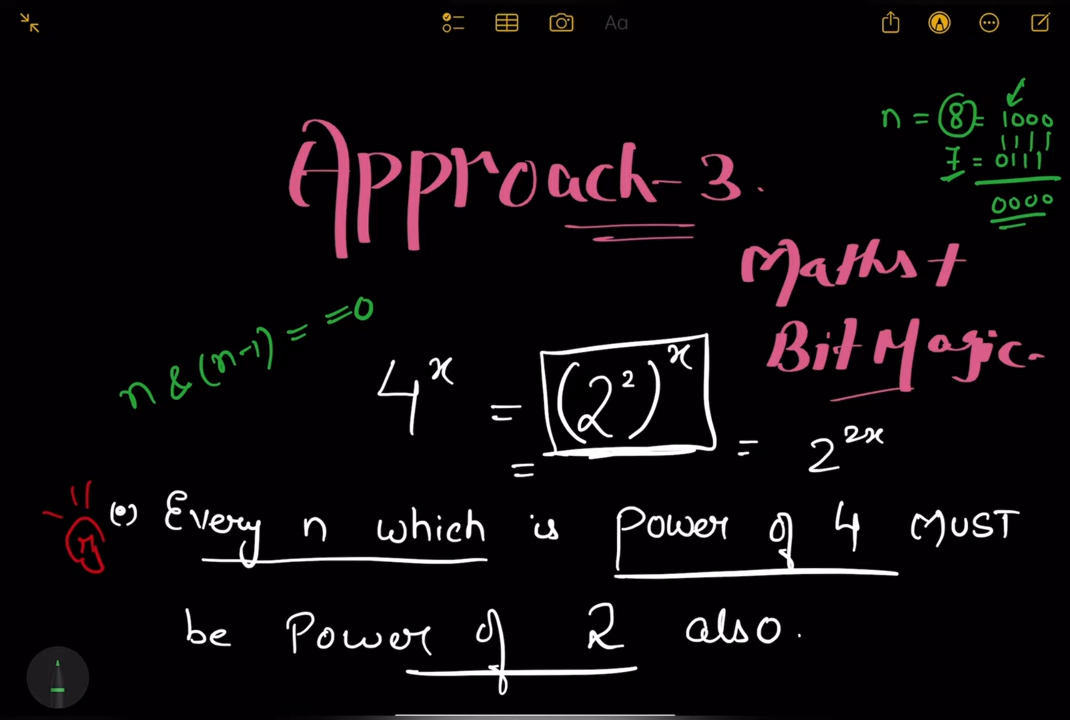 Aa
n = 8 = 1000
1111
7 = 0111
0000
Approach-3.
Maths +
Bit Magic.
n & (n-1) = = 0
4^x = (2^2)^x = 2^2x
=
(•) Every n which is Power of 4 MUST
be Power of 2 also.